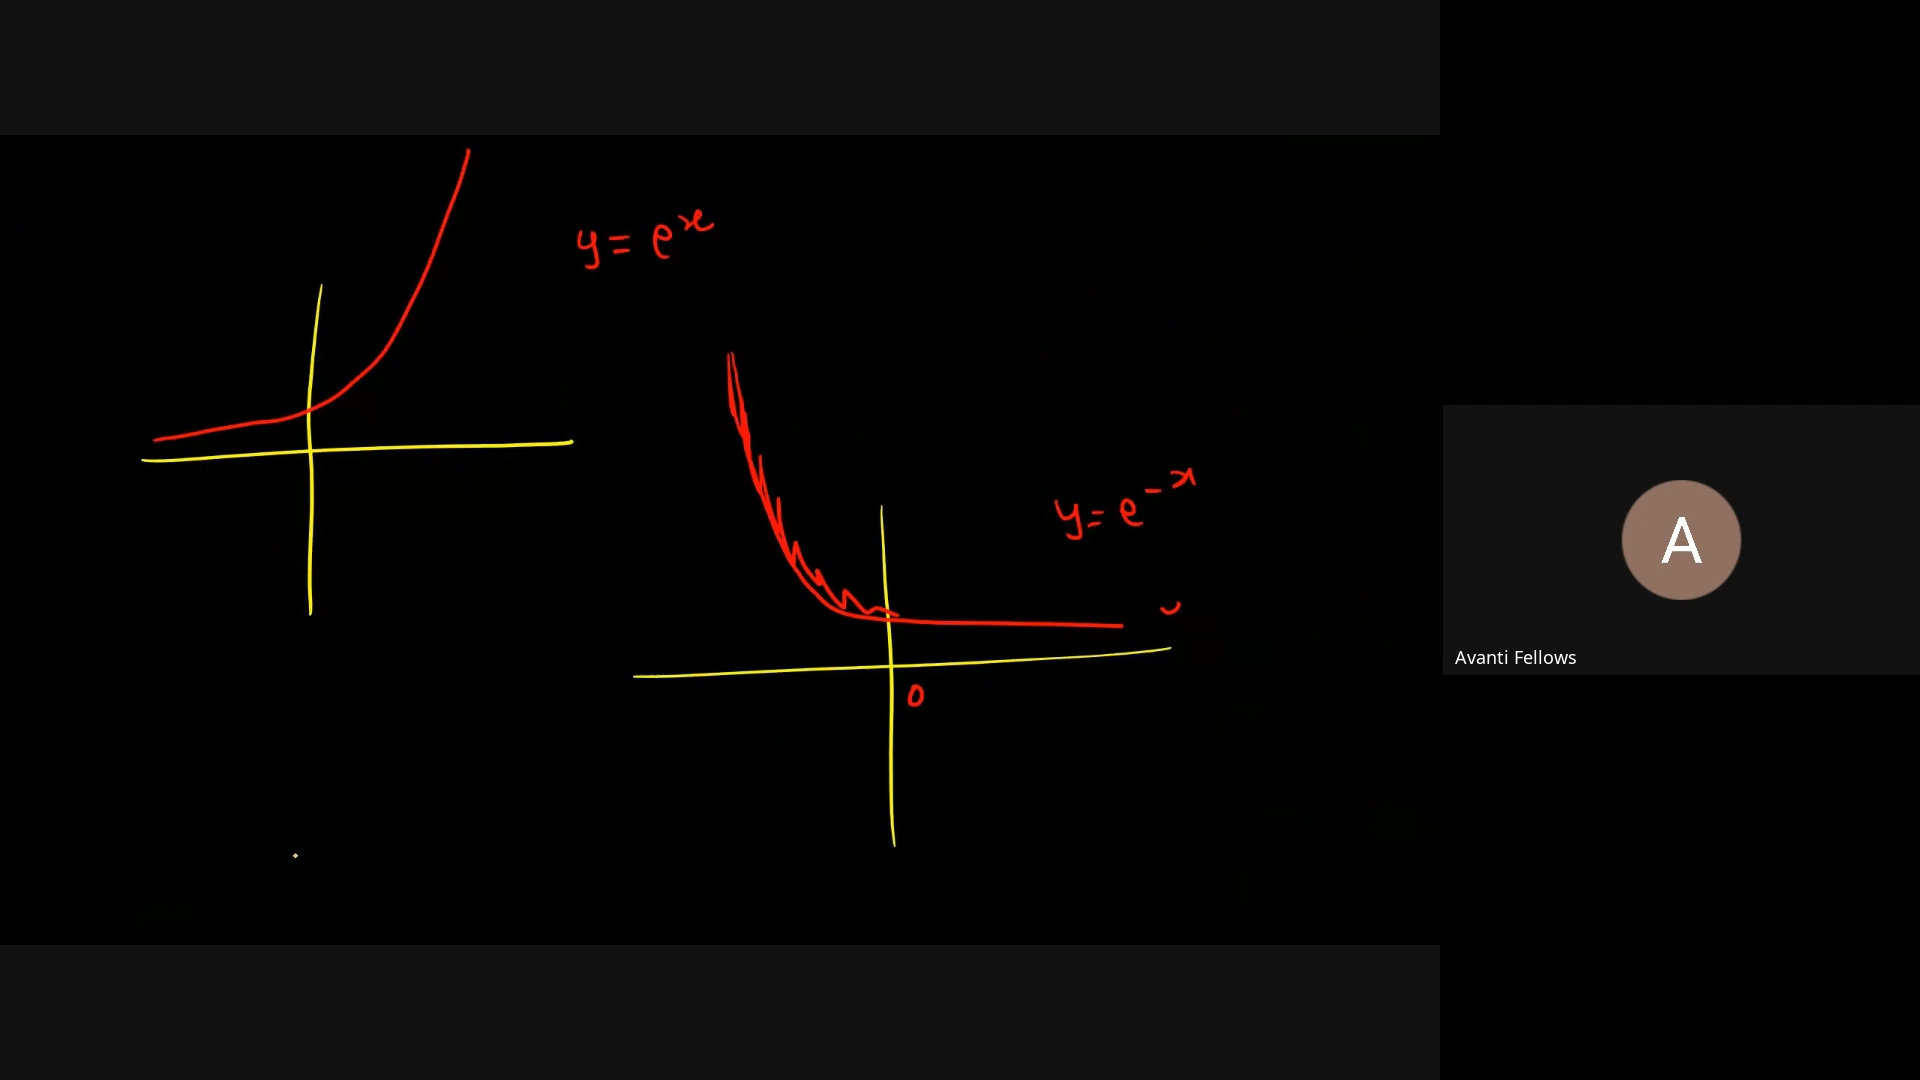 y = e^x
y = e^-x
0
A
Avanti Fellows